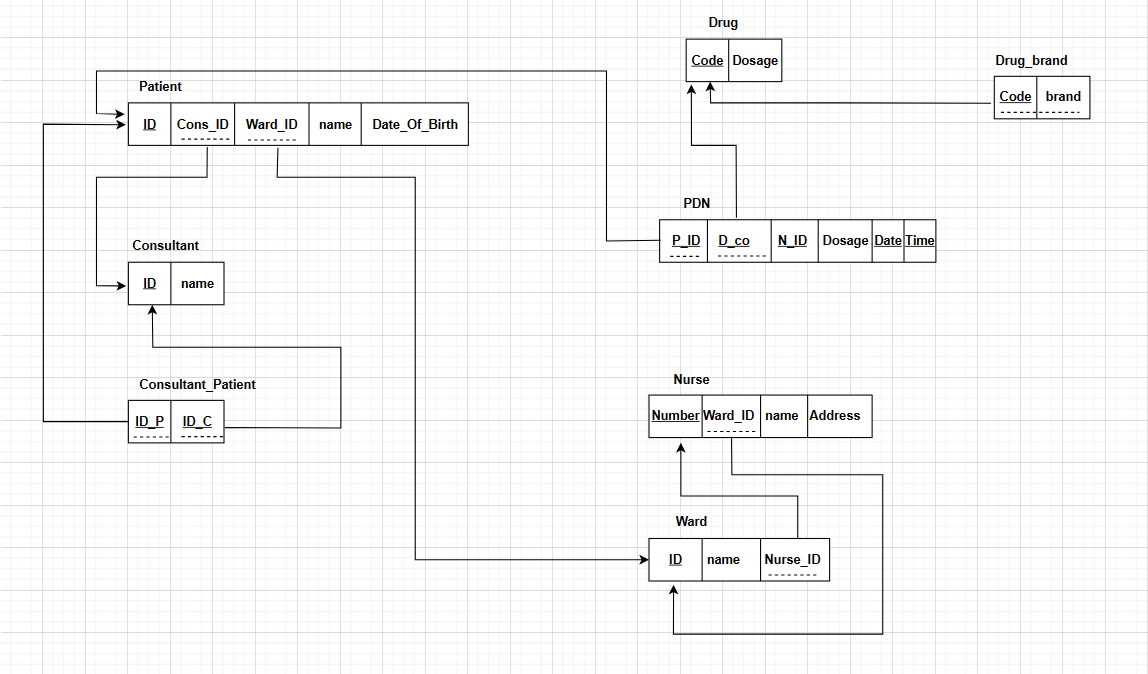 Drug
Code Dosage
Drug_brand
Code brand
Patient
ID Cons_ID Ward_ID name Date_Of_Birth
PDN
P_ID D_co N_ID Dosage Date Time
Consultant
ID name
Consultant_Patient
ID_P ID_C
Nurse
Number Ward_ID name Address
Ward
ID name Nurse_ID